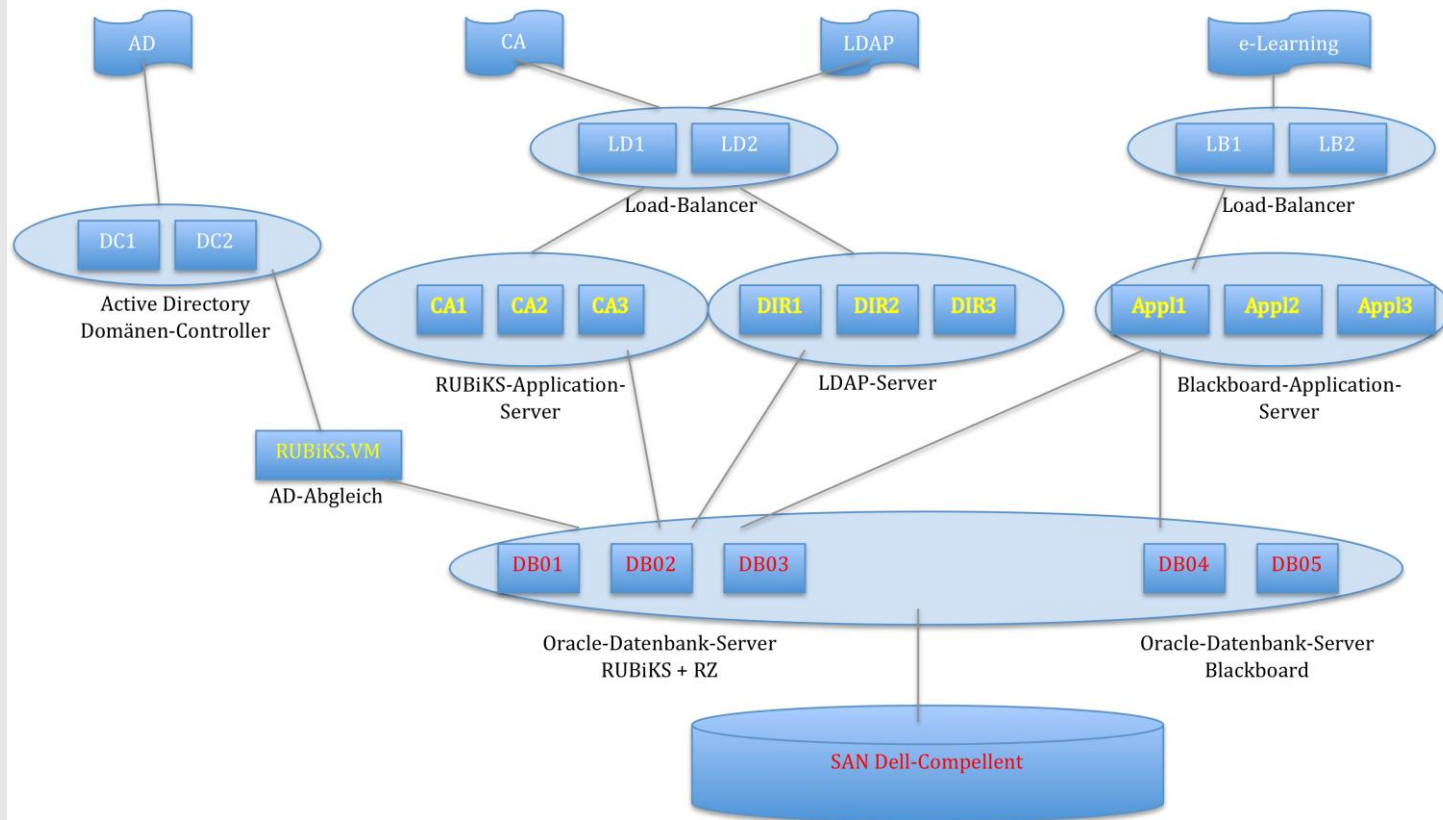 AD
CA
LDAP
e-Learning
LD1
LD2
LB1
LB2
Load-Balancer
Load-Balancer
DC1
DC2
Active Directory
Domänen-Controller
CA1
CA2
CA3
DIR1
DIR2
DIR3
Appl1
Appl2
Appl3
RUBiKS-Application-
Server
LDAP-Server
Blackboard-Application-
Server
RUBiKS.VM
AD-Abgleich
DB01
DB02
DB03
DB04
DB05
Oracle-Datenbank-Server
RUBiKS + RZ
Oracle-Datenbank-Server
Blackboard
SAN Dell-Compellent